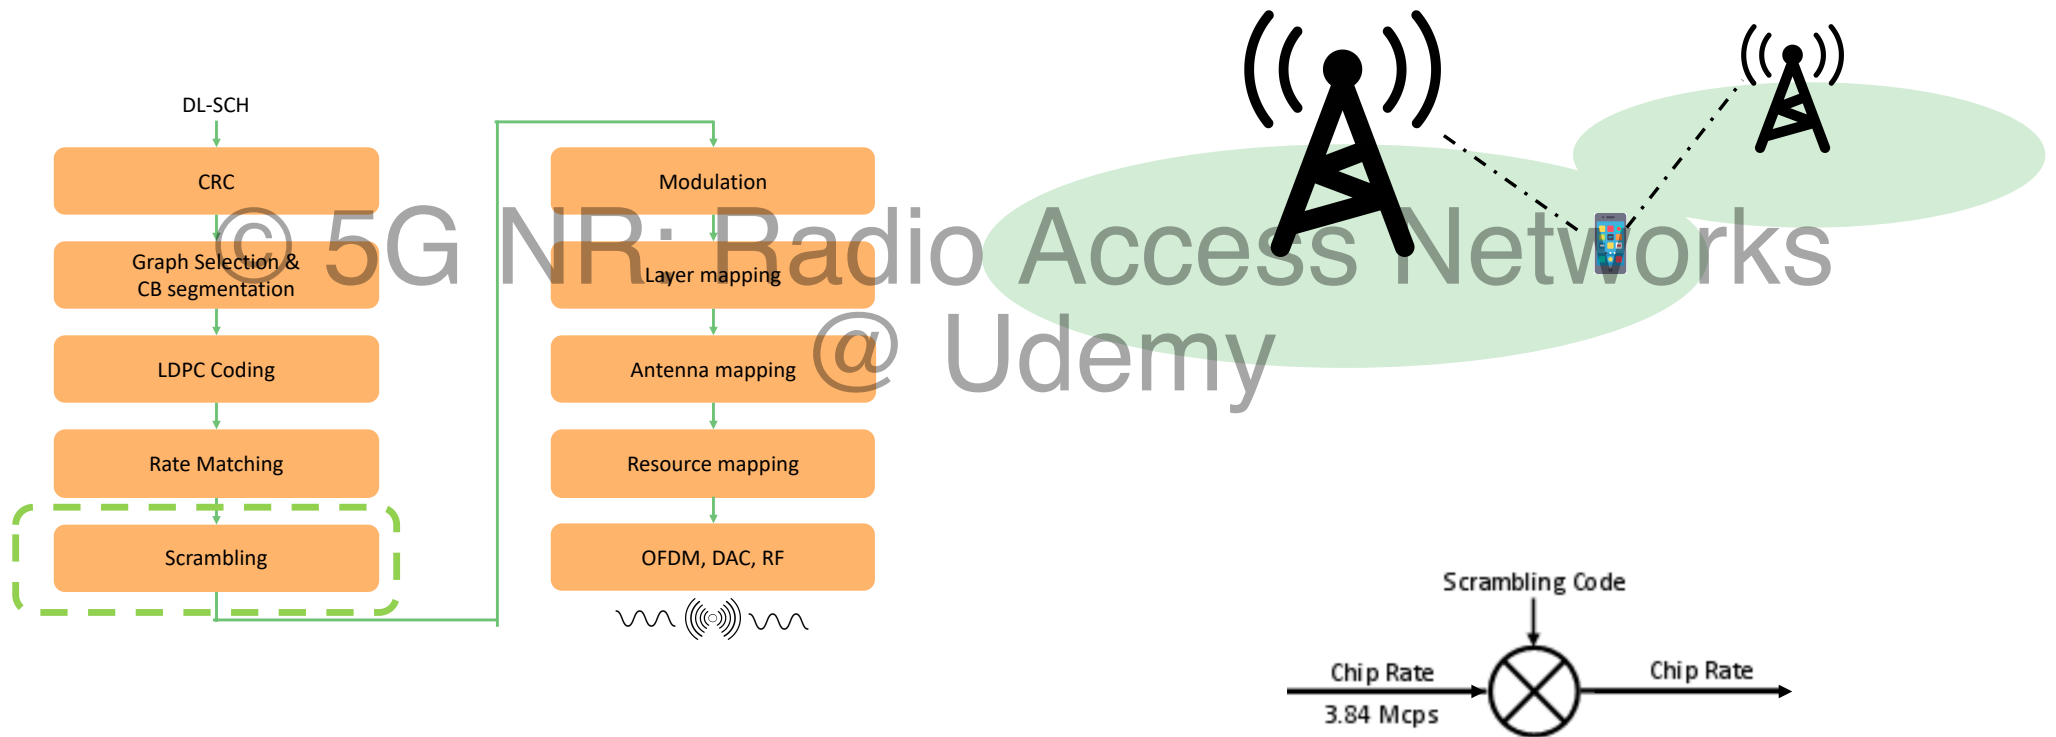 DL-SCH
CRC
Graph Selection &
CB segmentation
LDPC Coding
Rate Matching
Scrambling
Modulation
Layer mapping
Antenna mapping
Resource mapping
OFDM, DAC, RF
© 5G NR: Radio Access Networks
@ Udemy
Scrambling Code
Chip Rate
3.84 Mcps
Chip Rate